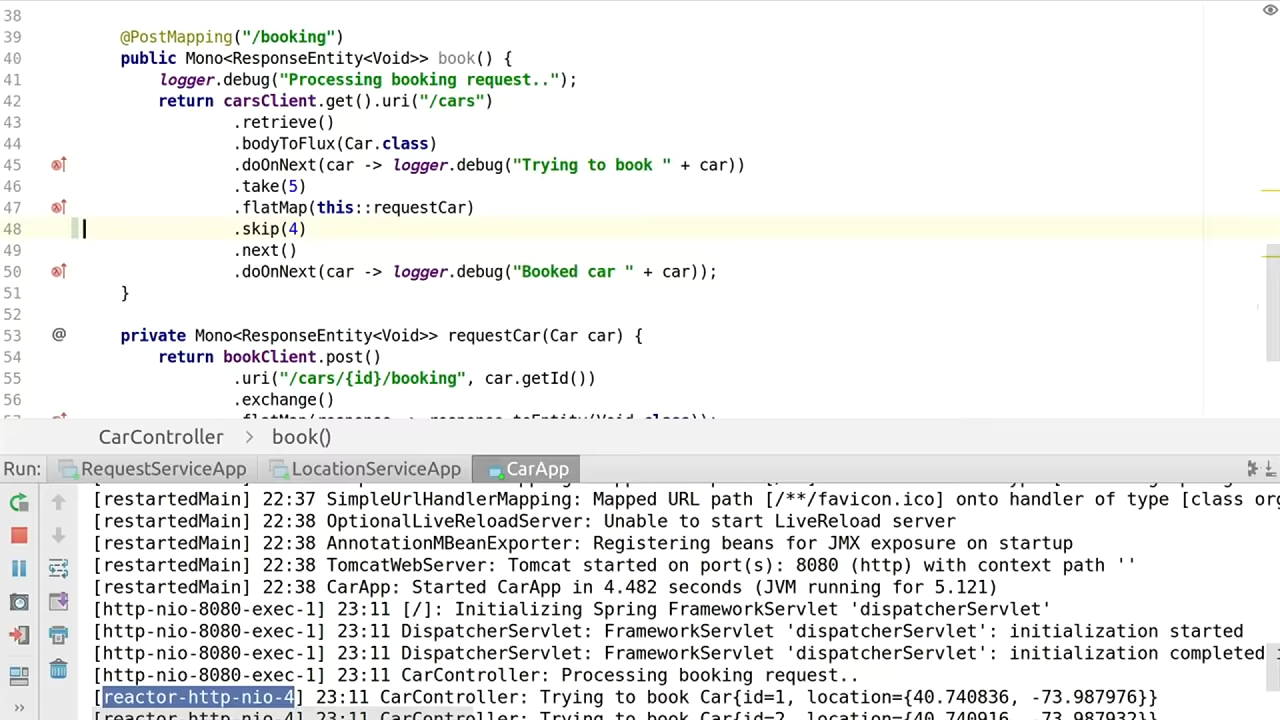 38
39 @PostMapping("/booking")
40 public Mono<ResponseEntity<Void>> book() {
41 logger.debug("Processing booking request..");
42 return carsClient.get().uri("/cars")
43 .retrieve()
44 .bodyToFlux(Car.class)
45 .doOnNext(car -> logger.debug("Trying to book " + car))
46 .take(5)
47 .flatMap(this::requestCar)
48 .skip(4)
49 .next()
50 .doOnNext(car -> logger.debug("Booked car " + car));
51 }
52
53 @ private Mono<ResponseEntity<Void>> requestCar(Car car) {
54 return bookClient.post()
55 .uri("/cars/{id}/booking", car.getId())
56 .exchange()
CarController > book()
Run: RequestServiceApp LocationServiceApp CarApp
[restartedMain] 22:37 SimpleUrlHandlerMapping: Mapped URL path [/**/favicon.ico] onto handler of type [class org
[restartedMain] 22:38 OptionalLiveReloadServer: Unable to start LiveReload server
[restartedMain] 22:38 AnnotationMBeanExporter: Registering beans for JMX exposure on startup
[restartedMain] 22:38 TomcatWebServer: Tomcat started on port(s): 8080 (http) with context path ''
[restartedMain] 22:38 CarApp: Started CarApp in 4.482 seconds (JVM running for 5.121)
[http-nio-8080-exec-1] 23:11 [/]: Initializing Spring FrameworkServlet 'dispatcherServlet'
[http-nio-8080-exec-1] 23:11 DispatcherServlet: FrameworkServlet 'dispatcherServlet': initialization started
[http-nio-8080-exec-1] 23:11 DispatcherServlet: FrameworkServlet 'dispatcherServlet': initialization completed
[http-nio-8080-exec-1] 23:11 CarController: Processing booking request..
[reactor-http-nio-4] 23:11 CarController: Trying to book Car{id=1, location={40.740836, -73.987976}}
[reactor-http-nio-4] 23:11 CarController: Trying to book Car{id=2, location={40.740916, -73.987932}}